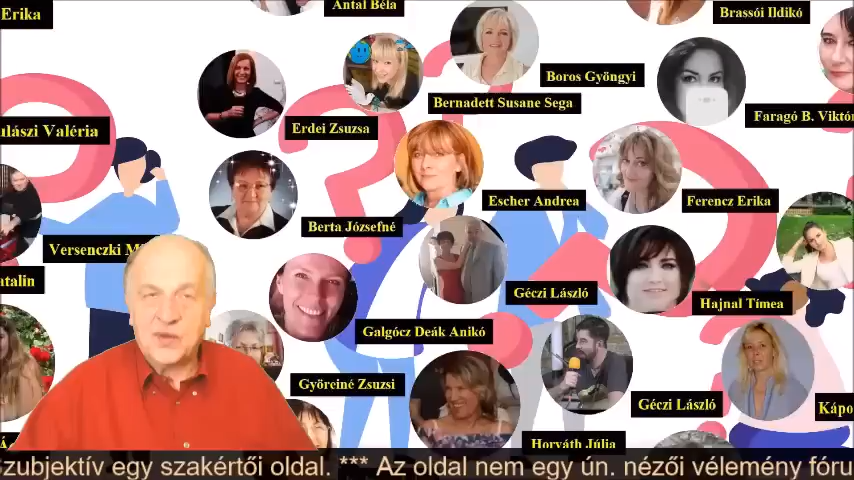 Erika
Antal Béla
Brassói Ildikó
Boros Gyöngyi
Bernadett Susane Sega
Faragó B. Viktó
Erdei Zsuzsa
ulászi Valéria
Escher Andrea
Ferencz Erika
Berta Józsefné
Versenczki M
atalin
Géczi László
Hajnal Tímea
Galgócz Deák Anikó
Györeiné Zsuzsi
Géczi László
Kápo
Horváth Júlia
zubjektív egy szakértői oldal. *** Az oldal nem egy ún. nézői vélemény fóru